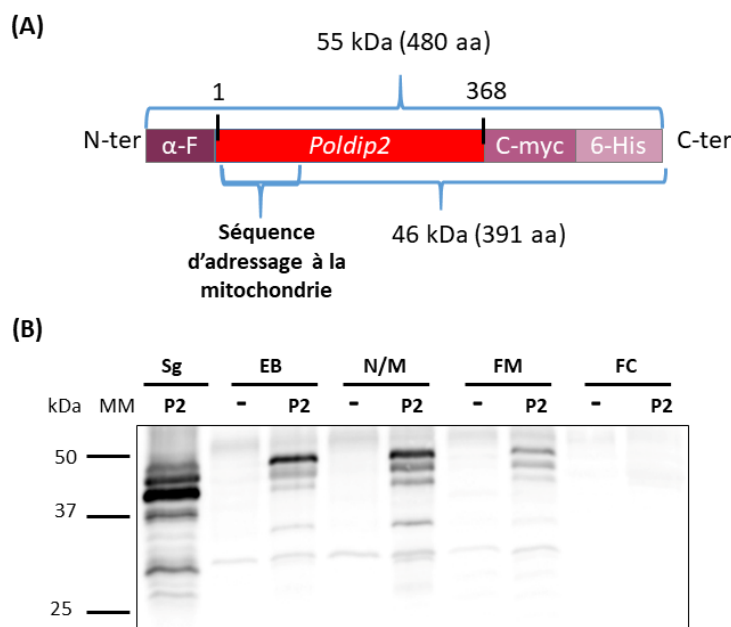 (A)
55 kDa (480 aa)
1 368
N-ter α-F Poldip2 C-myc 6-His C-ter
Séquence
d'adressage à la
mitochondrie
46 kDa (391 aa)
(B)
Sg EB N/M FM FC
kDa MM P2 - P2 - P2 - P2 - P2
50
37
25